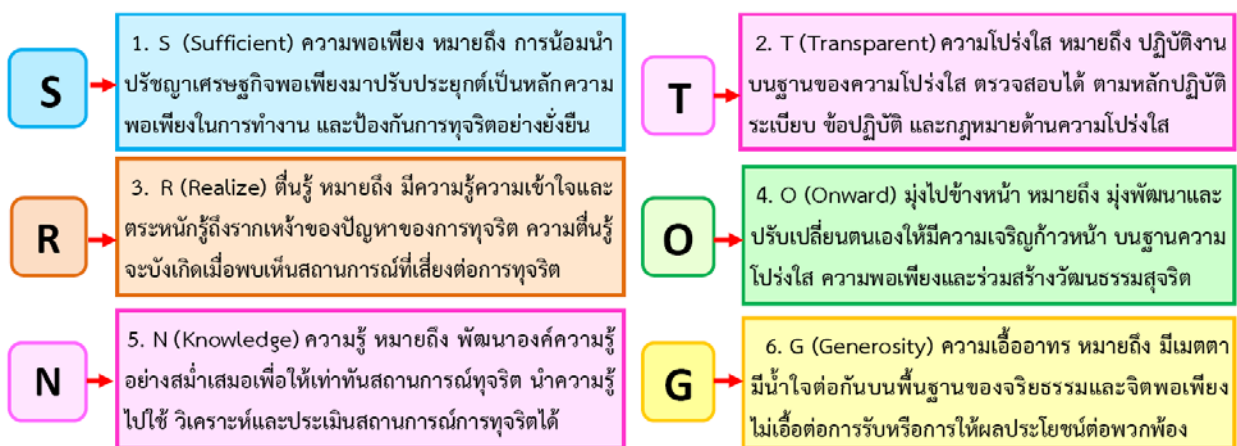 S
1. S (Sufficient) ความพอเพียง หมายถึง การน้อมนำ
ปรัชญาเศรษฐกิจพอเพียงมาปรับประยุกต์เป็นหลักความ
พอเพียงในการทำงาน และป้องกันการทุจริตอย่างยั่งยืน
T
2. T (Transparent) ความโปร่งใส หมายถึง ปฏิบัติงาน
บนฐานของความโปร่งใส ตรวจสอบได้ ตามหลักปฏิบัติ
ระเบียบ ข้อปฏิบัติ และกฎหมายด้านความโปร่งใส
R
3. R (Realize) ตื่นรู้ หมายถึง มีความรู้ความเข้าใจและ
ตระหนักรู้ถึงรากเหง้าของปัญหาของการทุจริต ความตื่นรู้
จะบังเกิดเมื่อพบเห็นสถานการณ์ที่เสี่ยงต่อการทุจริต
O
4. O (Onward) มุ่งไปข้างหน้า หมายถึง มุ่งพัฒนาและ
ปรับเปลี่ยนตนเองให้มีความเจริญก้าวหน้า บนฐานความ
โปร่งใส ความพอเพียงและร่วมสร้างวัฒนธรรมสุจริต
N
5. N (Knowledge) ความรู้ หมายถึง พัฒนาองค์ความรู้
อย่างสม่ำเสมอเพื่อให้เท่าทันสถานการณ์ทุจริต นำความรู้
ไปใช้ วิเคราะห์และประเมินสถานการณ์การทุจริตได้
G
6. G (Generosity) ความเอื้ออาทร หมายถึง มีเมตตา
มีน้ำใจต่อกันบนพื้นฐานของจริยธรรมและจิตพอเพียง
ไม่เอื้อต่อการรับหรือการให้ผลประโยชน์ต่อพวกพ้อง